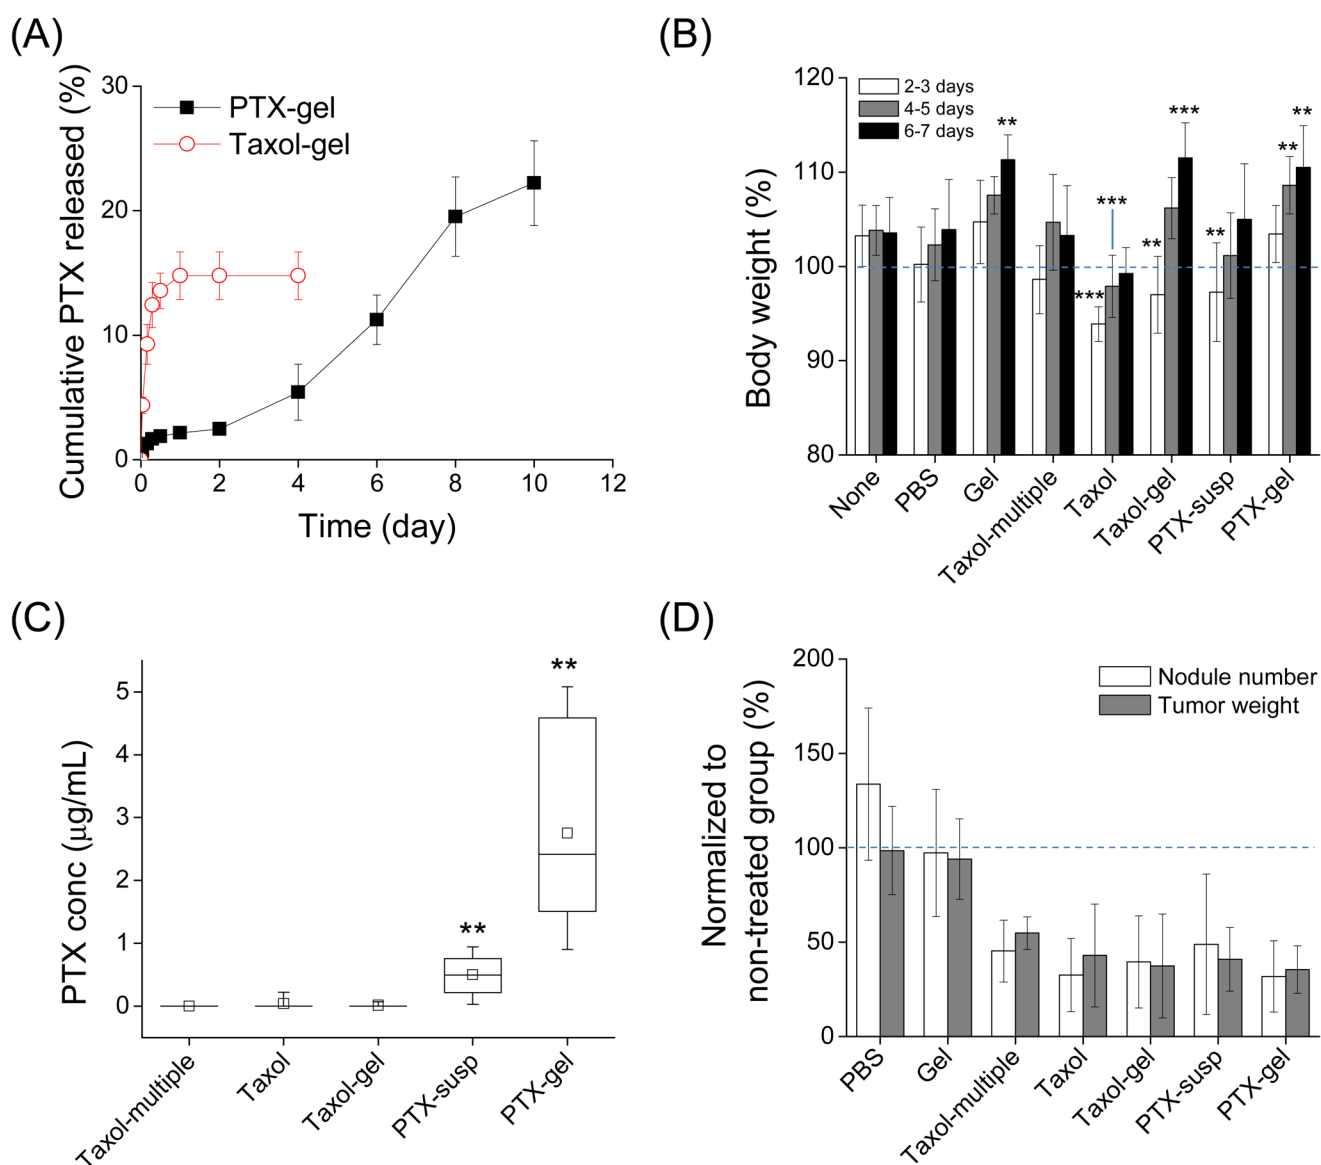 (A)
Cumulative PTX released (%)
30
20
10
0
PTX-gel
Taxol-gel
0 2 4 6 8 10 12
Time (day)
(B)
Body weight (%)
120
110
100
90
80
2-3 days
4-5 days
6-7 days
** *** ** ** *** ** ** ***
None PBS Gel Taxol-multiple Taxol Taxol-gel PTX-susp PTX-gel
(C)
PTX conc (μg/mL)
5
4
3
2
1
0
**
**
Taxol-multiple Taxol Taxol-gel PTX-susp PTX-gel
(D)
Normalized to
non-treated group (%)
200
150
100
50
0
Nodule number
Tumor weight
PBS Gel Taxol-multiple Taxol Taxol-gel PTX-susp PTX-gel